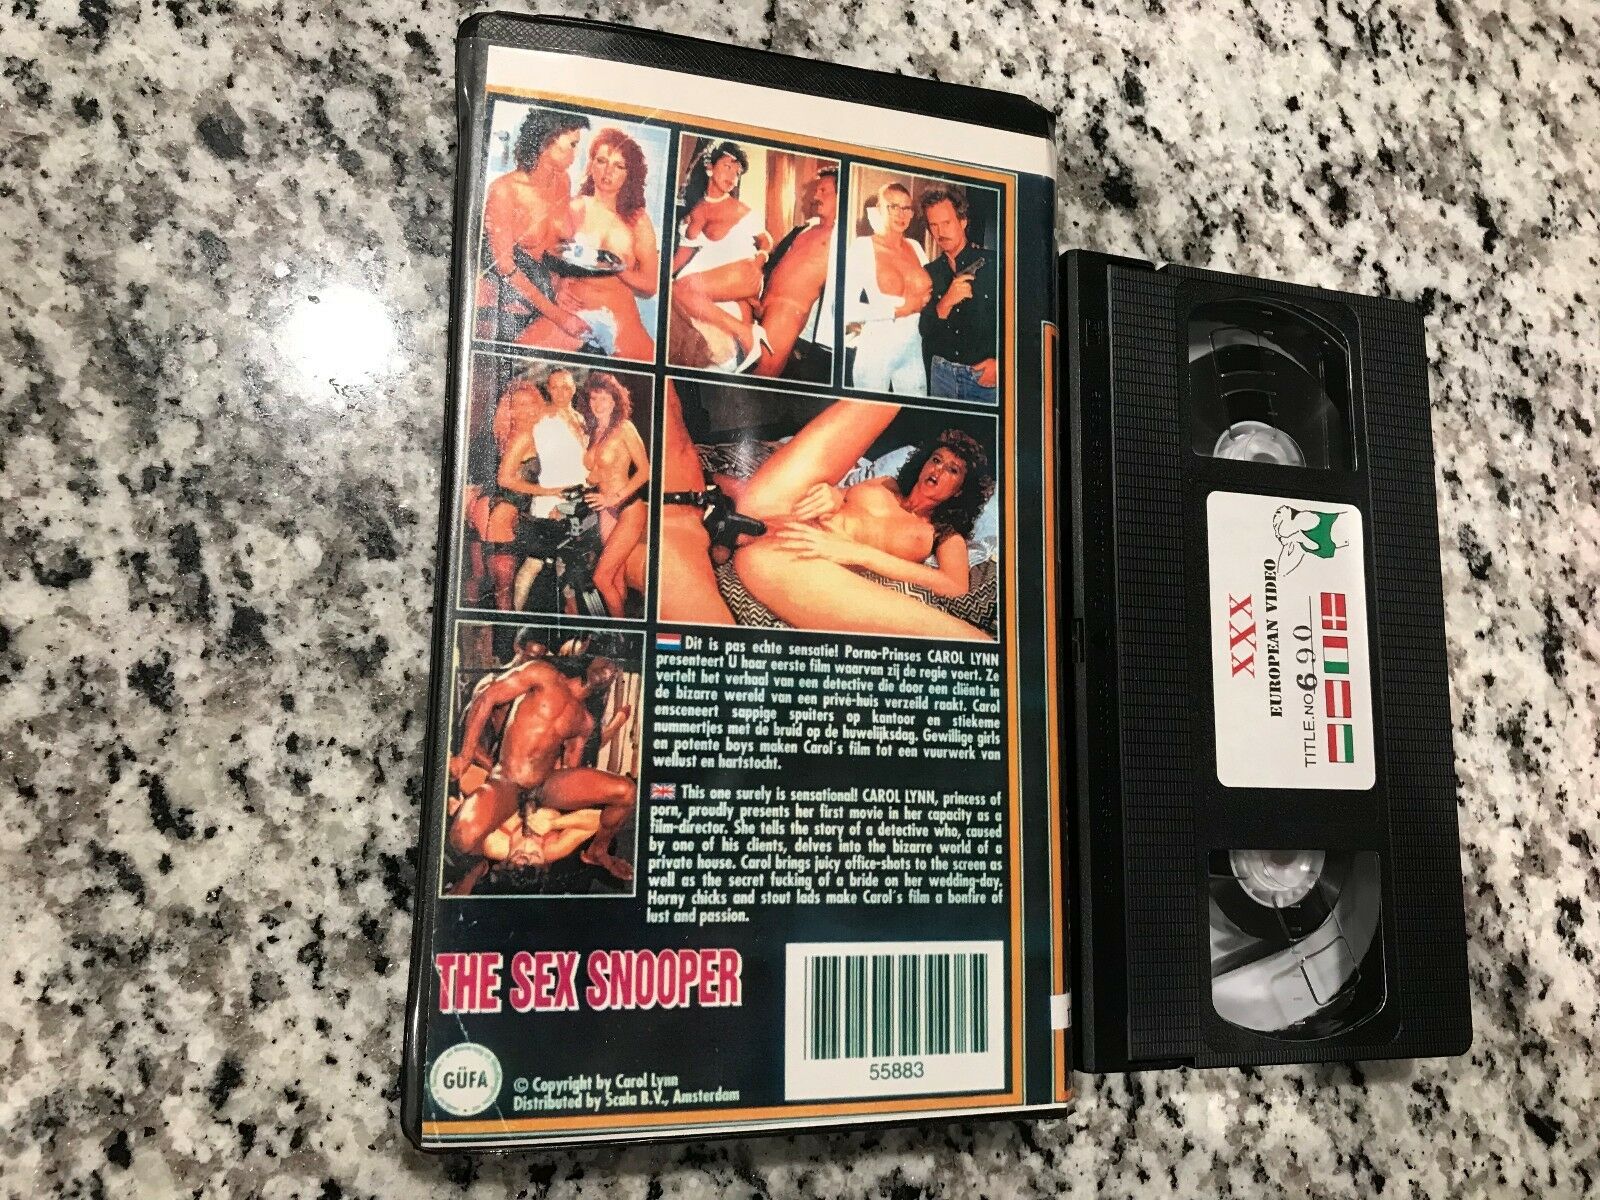 Dit is pas echte sensatie! Porno-Prinses CAROL LYNN
presenteert U haar eerste film waarvan zij de regie voert. Ze
vertelt het verhaal van een detective die door een cliënte in
de bizarre wereld van een privé-huis verzeild raakt. Carol
ensceneert sappige spuiters op kantoor en stiekeme
nummertjes met de bruid op de huwelijksdag. Gewillige girls
en potente boys maken Carol's film tot een vuurwerk van
wellust en hartstocht.
This one surely is sensational! CAROL LYNN, princess of
porn, proudly presents her first movie in her capacity as a
film-director. She tells the story of a detective who, caused
by one of his clients, delves into the bizarre world of a
private house. Carol brings juicy office-shots to the screen as
well as the secret fucking of a bride on her wedding-day.
Horny chicks and stout lads make Carol's film a bonfire of
lust and passion.
THE SEX SNOOPER
55883
GÜFA
© Copyright by Carol Lynn
Distributed by Scala B.V., Amsterdam
XXX
EUROPEAN VIDEO
TITLE.NO. 690